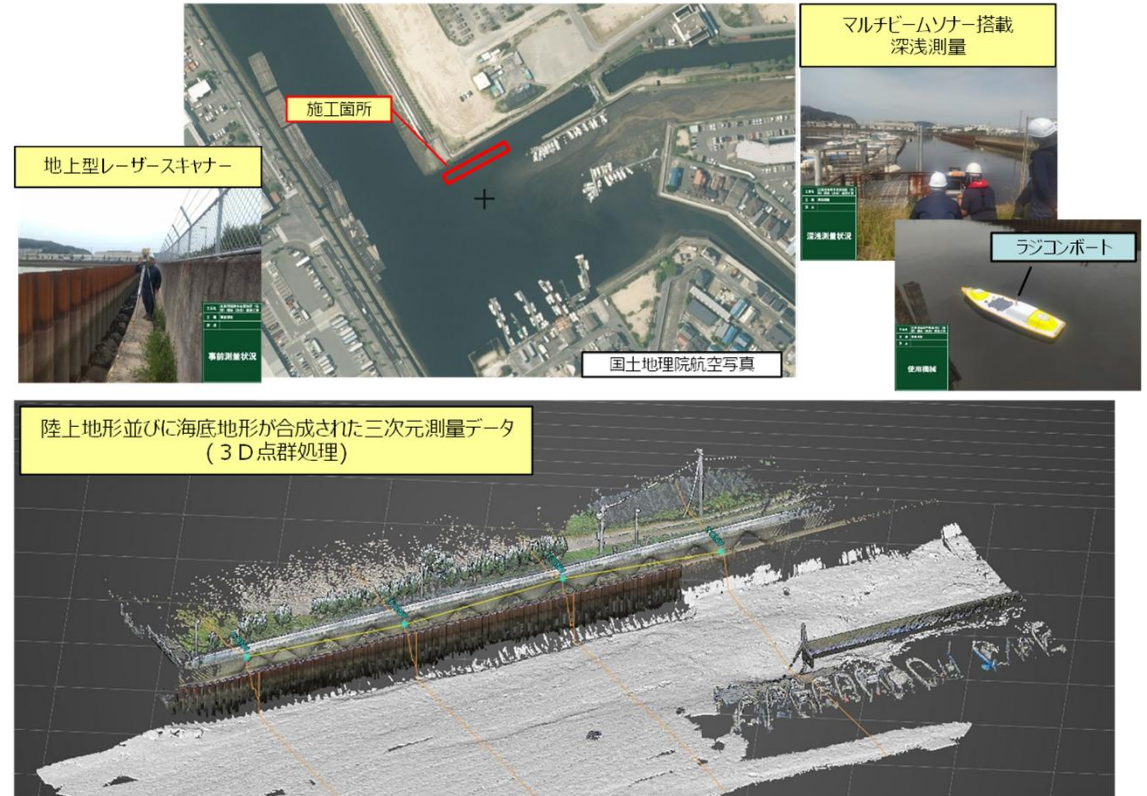 マルチビームソナー搭載
深浅測量
施工箇所
地上型レーザースキャナー
深浅測量状況
ラジコンボート
事前測量状況
使用機械
国土地理院航空写真
陸上地形並びに海底地形が合成された三次元測量データ
(３Ｄ点群処理)